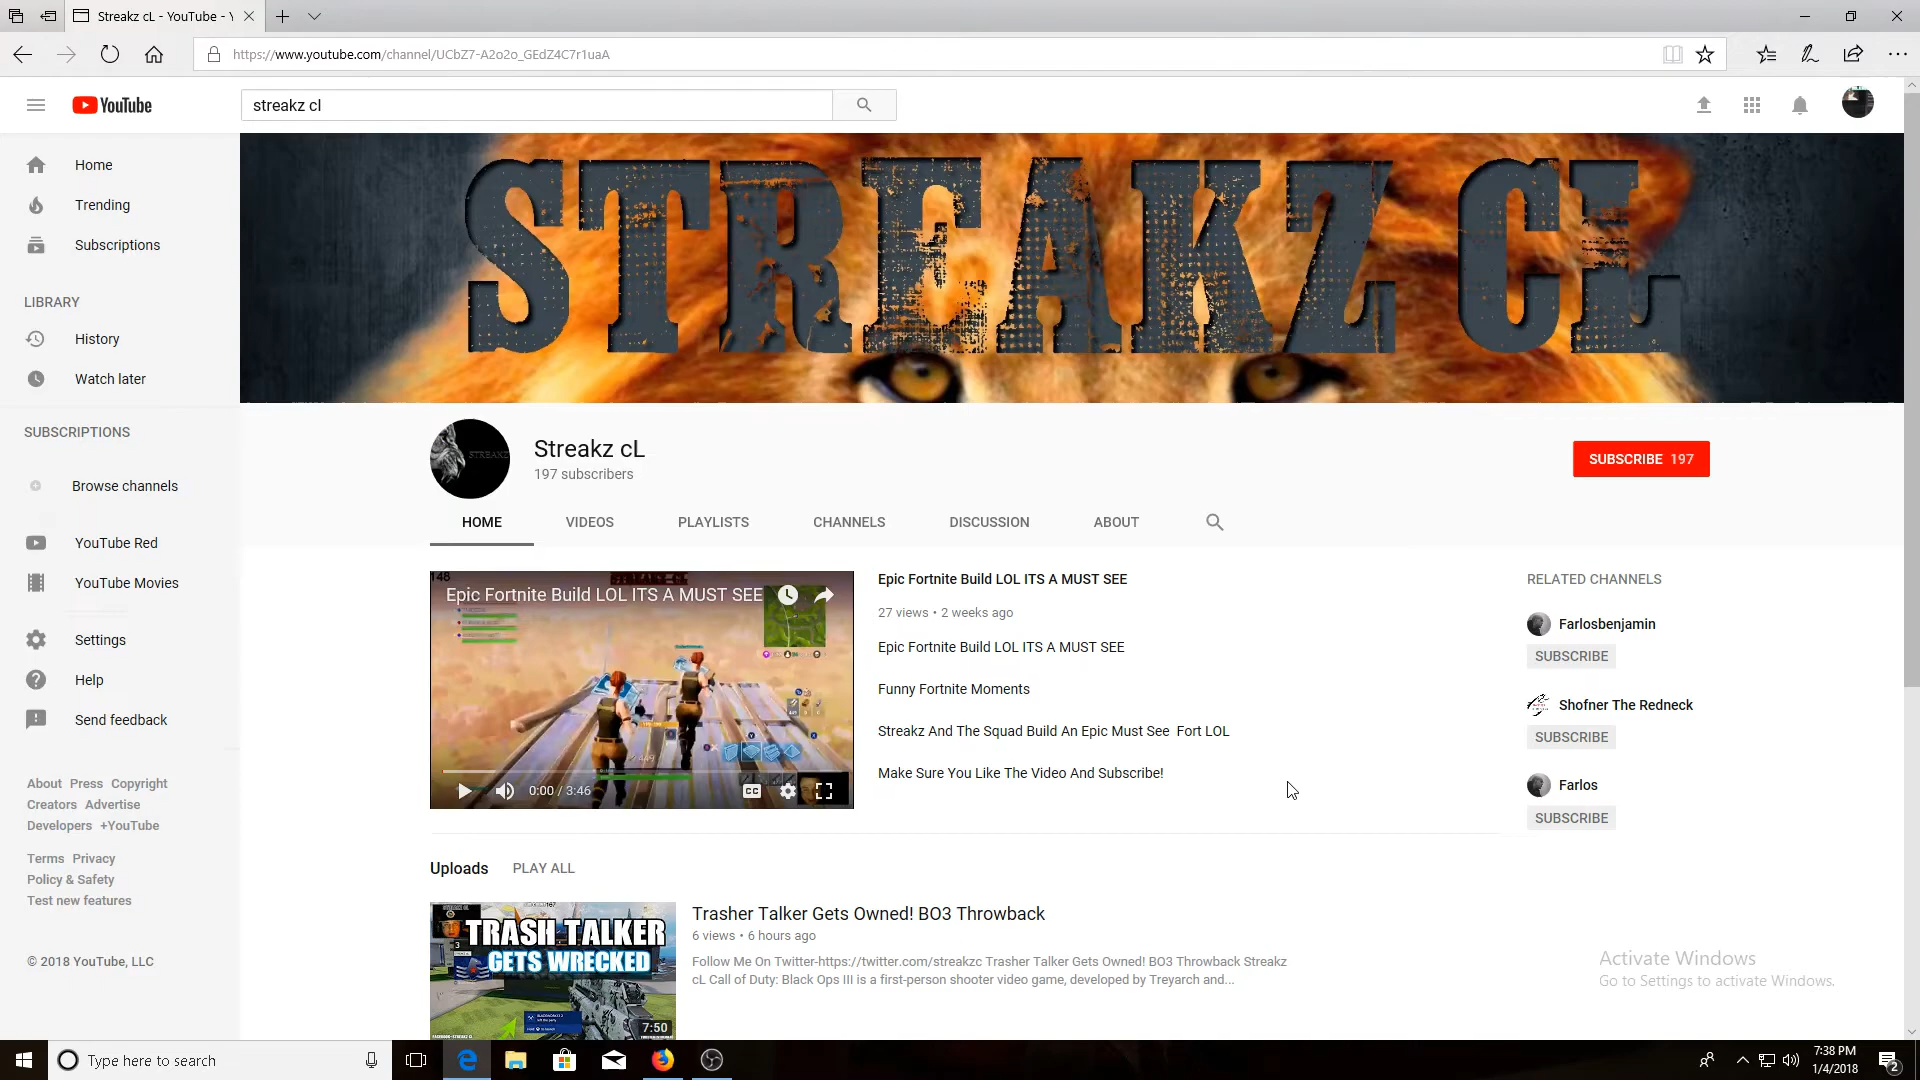 Streakz cL - YouTube - Y
https://www.youtube.com/channel/UCbZ7-A2o2o_GEdZ4C7r1uaA
YouTube
streakz cl
Home
Trending
Subscriptions
LIBRARY
History
Watch later
SUBSCRIPTIONS
Browse channels
YouTube Red
YouTube Movies
Settings
Help
Send feedback
About Press Copyright
Creators Advertise
Developers +YouTube
Terms Privacy
Policy & Safety
Test new features
© 2018 YouTube, LLC
STREAKZ CL
STREAKZ
Streakz cL
197 subscribers
SUBSCRIBE 197
HOME
VIDEOS
PLAYLISTS
CHANNELS
DISCUSSION
ABOUT
148
STREAKZ CL
Epic Fortnite Build LOL ITS A MUST SEE
0:00 / 3:46
CC
Epic Fortnite Build LOL ITS A MUST SEE
27 views • 2 weeks ago
Epic Fortnite Build LOL ITS A MUST SEE
Funny Fortnite Moments
Streakz And The Squad Build An Epic Must See Fort LOL
Make Sure You Like The Video And Subscribe!
RELATED CHANNELS
Farlosbenjamin
SUBSCRIBE
Shofner The Redneck
SUBSCRIBE
Farlos
SUBSCRIBE
Uploads
PLAY ALL
TRASH TALKER
GETS WRECKED
7:50
Trasher Talker Gets Owned! BO3 Throwback
6 views • 6 hours ago
Follow Me On Twitter-https://twitter.com/streakzc Trasher Talker Gets Owned! BO3 Throwback Streakz
cL Call of Duty: Black Ops III is a first-person shooter video game, developed by Treyarch and...
Activate Windows
Go to Settings to activate Windows.
Type here to search
7:38 PM
1/4/2018
2